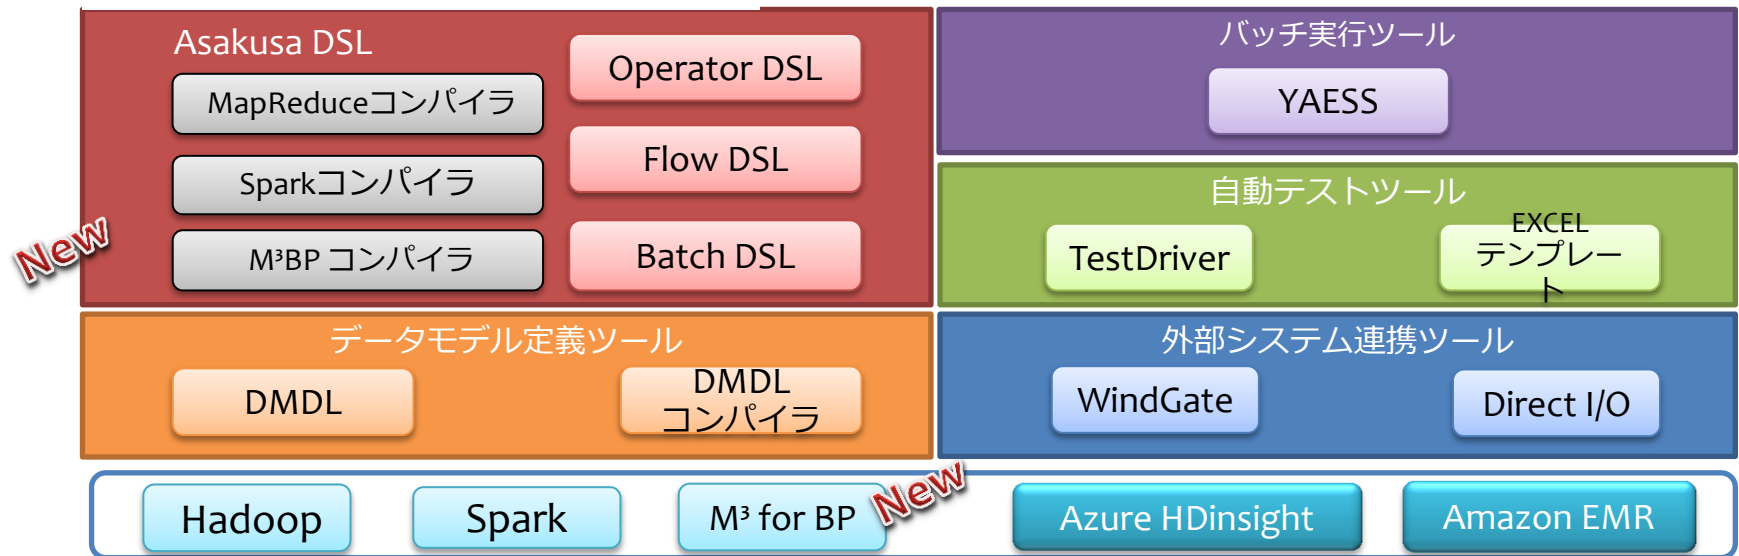 Asakusa DSL
MapReduceコンパイラ
Sparkコンパイラ
New
M³BP コンパイラ
Operator DSL
Flow DSL
Batch DSL
バッチ実行ツール
YAESS
自動テストツール
TestDriver
EXCEL
テンプレー
ト
データモデル定義ツール
DMDL
DMDL
コンパイラ
外部システム連携ツール
WindGate
Direct I/O
Hadoop
Spark
M³ for BP
New
Azure HDinsight
Amazon EMR